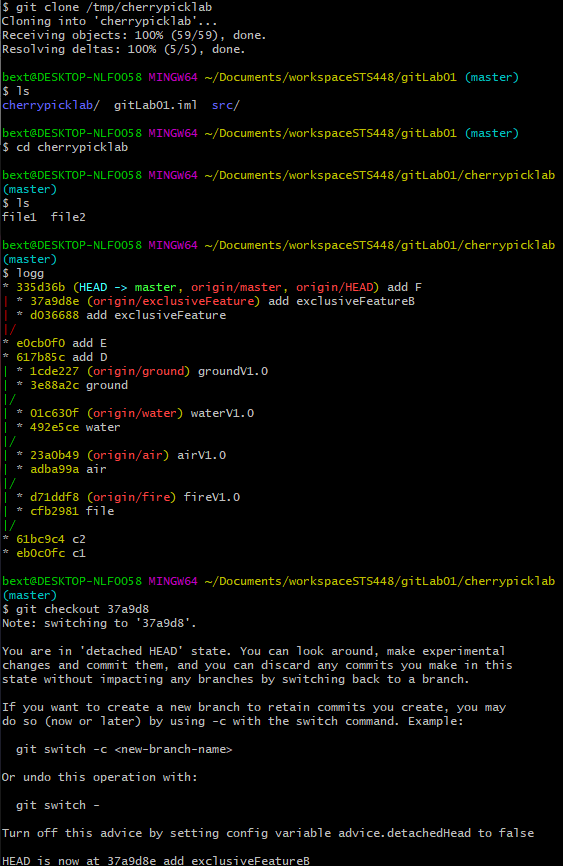 $ git clone /tmp/cherrypicklab
Cloning into 'cherrypicklab'...
Receiving objects: 100% (59/59), done.
Resolving deltas: 100% (5/5), done.
bext@DESKTOP-NLFOO58 MINGW64 ~/Documents/workspaceSTS448/gitLab01 (master)
$ ls
cherrypicklab/  gitLab01.iml  src/
bext@DESKTOP-NLFOO58 MINGW64 ~/Documents/workspaceSTS448/gitLab01 (master)
$ cd cherrypicklab
bext@DESKTOP-NLFOO58 MINGW64 ~/Documents/workspaceSTS448/gitLab01/cherrypicklab
(master)
$ ls
file1  file2
bext@DESKTOP-NLFOO58 MINGW64 ~/Documents/workspaceSTS448/gitLab01/cherrypicklab
(master)
$ logg
* 335d36b (HEAD -> master, origin/master, origin/HEAD) add F
| * 37a9d8e (origin/exclusiveFeature) add exclusiveFeatureB
| * d036688 add exclusiveFeature
|/
* e0cb0f0 add E
* 617b85c add D
| * 1cde227 (origin/ground) groundV1.0
| * 3e88a2c ground
|/
| * 01c630f (origin/water) waterV1.0
| * 492e5ce water
|/
| * 23a0b49 (origin/air) airV1.0
| * adba99a air
|/
| * d71ddf8 (origin/fire) fireV1.0
| * cfb2981 file
|/
* 61bc9c4 c2
* eb0c0fc c1
bext@DESKTOP-NLFOO58 MINGW64 ~/Documents/workspaceSTS448/gitLab01/cherrypicklab
(master)
$ git checkout 37a9d8
Note: switching to '37a9d8'.
You are in 'detached HEAD' state. You can look around, make experimental
changes and commit them, and you can discard any commits you make in this
state without impacting any branches by switching back to a branch.
If you want to create a new branch to retain commits you create, you may
do so (now or later) by using -c with the switch command. Example:
git switch -c <new-branch-name>
Or undo this operation with:
git switch -
Turn off this advice by setting config variable advice.detachedHead to false
HEAD is now at 37a9d8e add exclusiveFeatureB